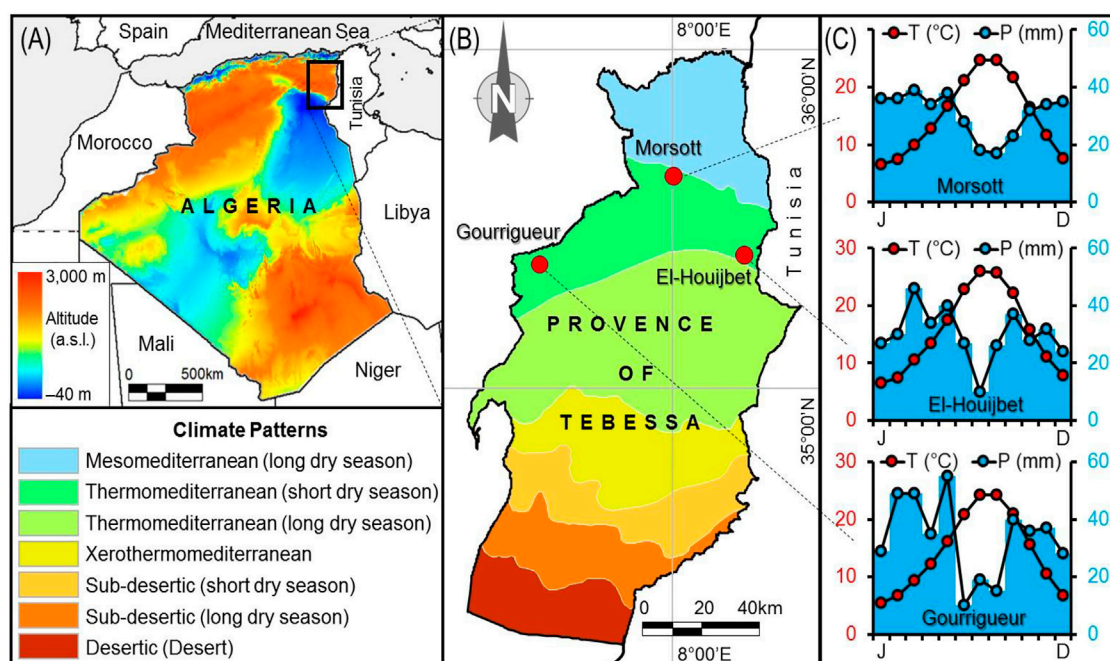 (A)
Spain
Mediterranean Sea
Tunisia
Morocco
ALGERIA
Libya
3,000 m
Altitude
(a.s.l.)
–40 m
Mali
0 500km
Niger
Climate Patterns
Mesomediterranean (long dry season)
Thermomediterranean (short dry season)
Thermomediterranean (long dry season)
Xerothermomediterranean
Sub-desertic (short dry season)
Sub-desertic (long dry season)
Desertic (Desert)
(B)
8°00'E
N
36°00'N
Morsott
Tunisia
Gourrigueur
El-Houijbet
PROVENCE
OF
TEBESSA
35°00'N
0 20 40km
8°00'E
(C)
T (°C) P (mm)
60
20
40
10
20
0
0
Morsott
J D
30
T (°C) P (mm)
60
20
40
10
20
0
0
El-Houijbet
J D
30
T (°C) P (mm)
60
20
40
10
20
0
0
Gourrigueur
J D